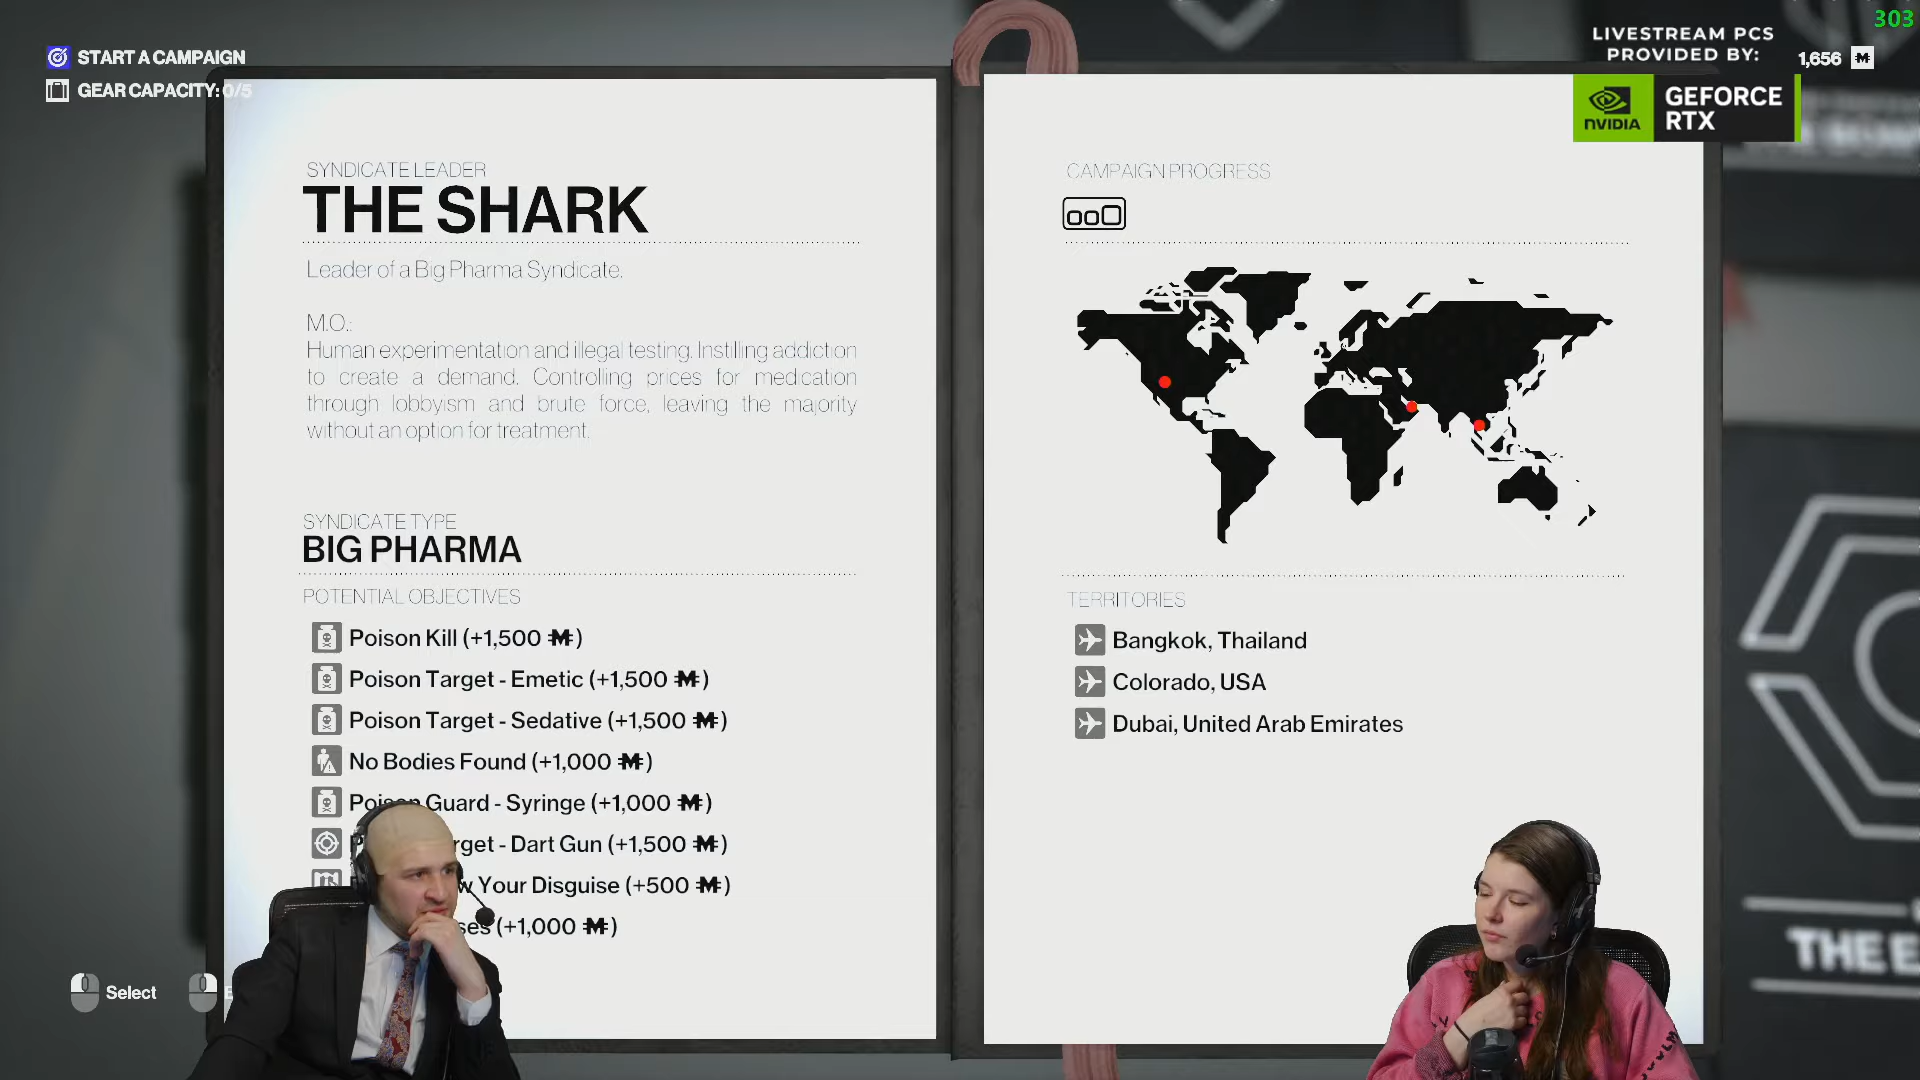 303
START A CAMPAIGN
GEAR CAPACITY: 0/5
LIVESTREAM PCS
PROVIDED BY:
1,656
NVIDIA
GEFORCE
RTX
SYNDICATE LEADER
THE SHARK
Leader of a Big Pharma Syndicate.
M.O.:
Human experimentation and illegal testing. Instilling addiction
to create a demand. Controlling prices for medication
through lobbyism and brute force, leaving the majority
without an option for treatment.
SYNDICATE TYPE
BIG PHARMA
POTENTIAL OBJECTIVES
Poison Kill (+1,500 )
Poison Target - Emetic (+1,500 )
Poison Target - Sedative (+1,500 )
No Bodies Found (+1,000 )
Poison Guard - Syringe (+1,000 )
rget - Dart Gun (+1,500 )
w Your Disguise (+500 )
ses (+1,000 )
CAMPAIGN PROGRESS
TERRITORIES
Bangkok, Thailand
Colorado, USA
Dubai, United Arab Emirates
Select
THE E